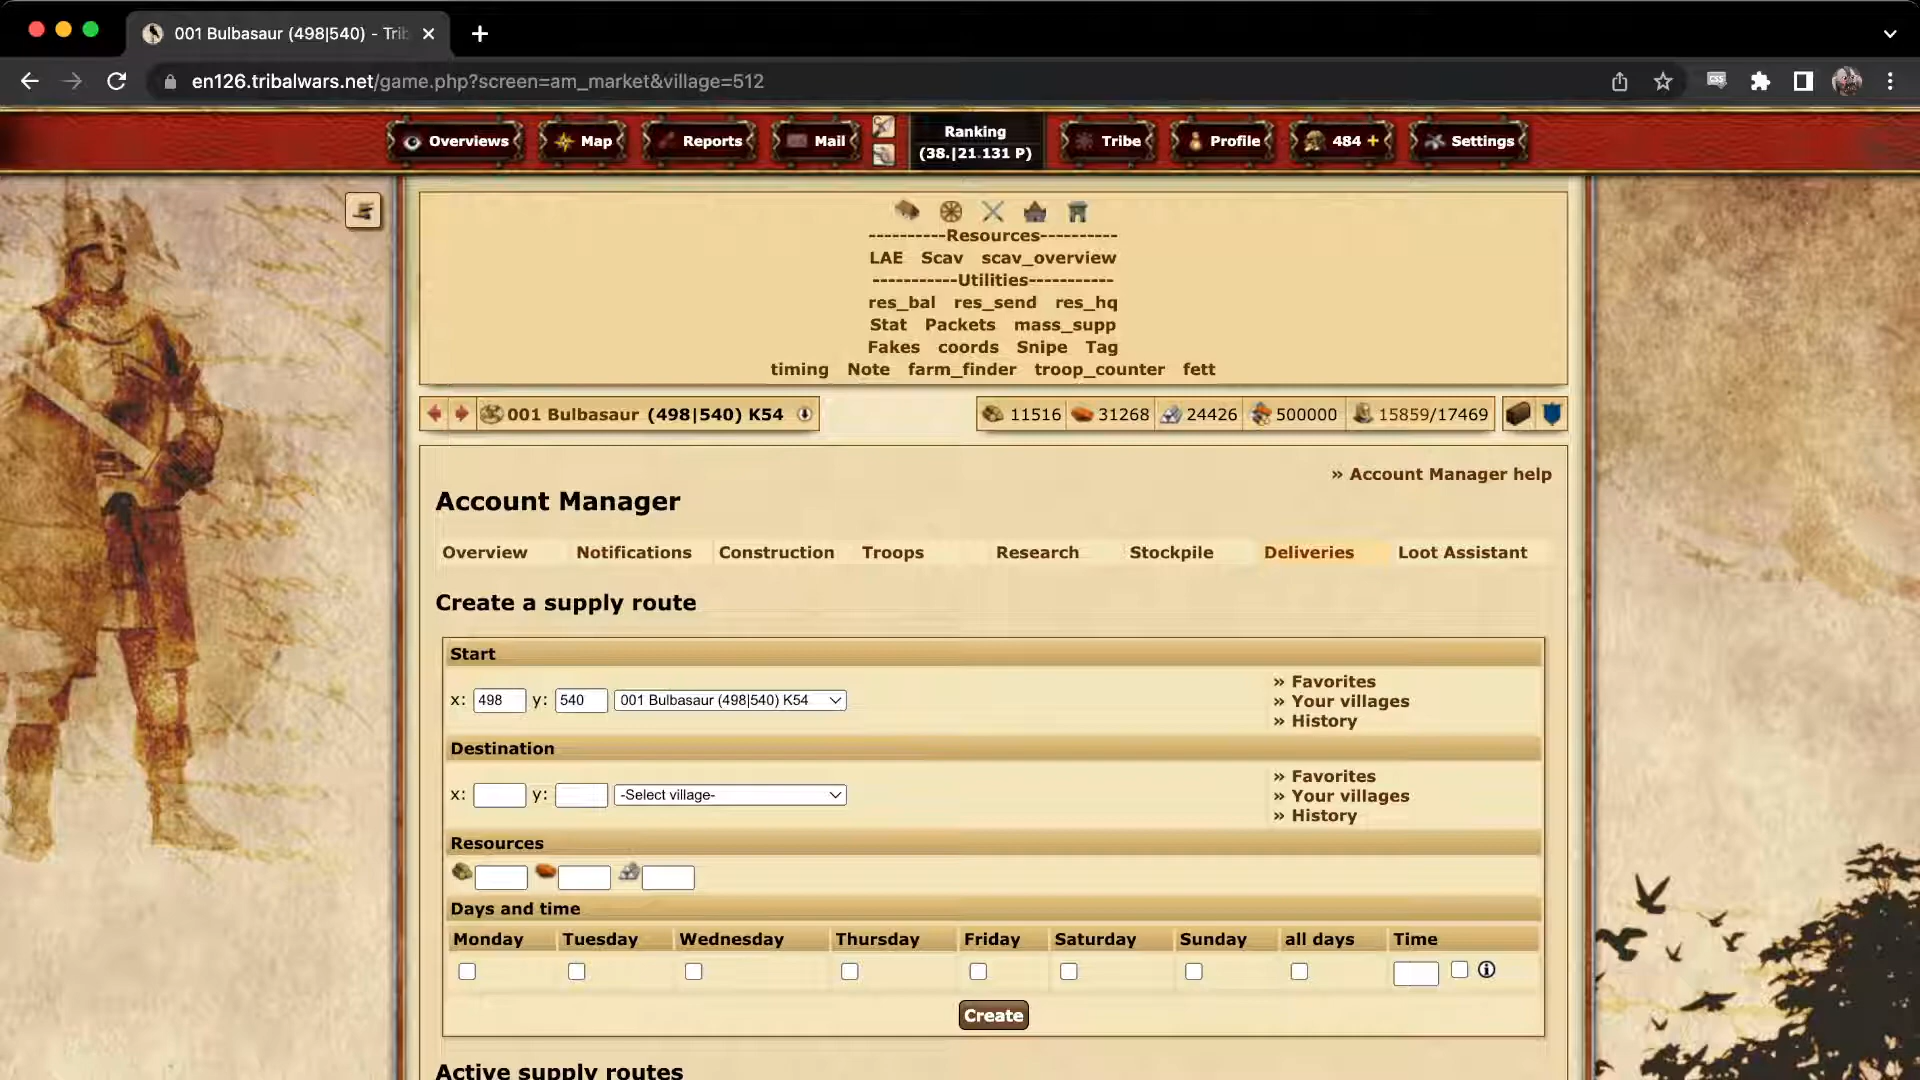 001 Bulbasaur (498|540) - Trib
en126.tribalwars.net/game.php?screen=am_market&village=512
CSS
Overviews Map Reports Mail Ranking (38.|21.131 P) Tribe Profile 484 + Settings
----------Resources----------
LAE Scav scav_overview
-----------Utilities-----------
res_bal res_send res_hq
Stat Packets mass_supp
Fakes coords Snipe Tag
timing Note farm_finder troop_counter fett
001 Bulbasaur (498|540) K54 11516 31268 24426 500000 15859/17469
» Account Manager help
Account Manager
Overview Notifications Construction Troops Research Stockpile Deliveries Loot Assistant
Create a supply route
Start
x: 498 y: 540 001 Bulbasaur (498|540) K54
» Favorites
» Your villages
» History
Destination
x: y: -Select village-
» Favorites
» Your villages
» History
Resources
Days and time
Monday Tuesday Wednesday Thursday Friday Saturday Sunday all days Time
Create
Active supply routes